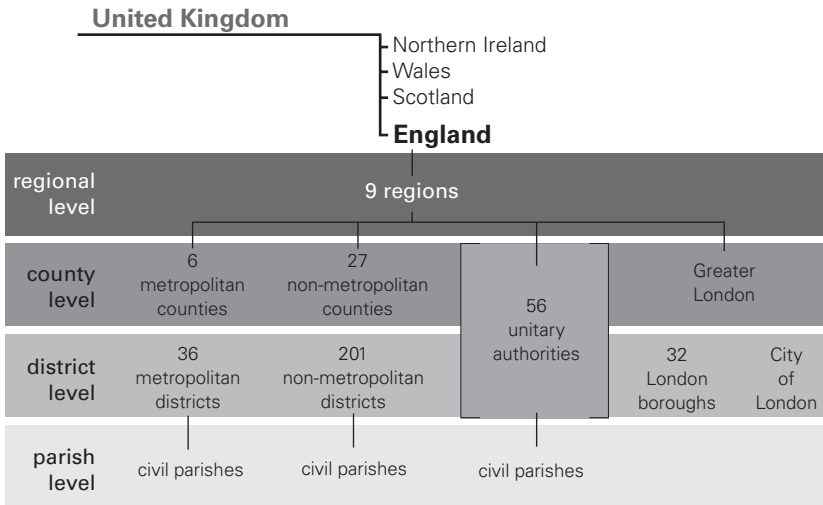 United Kingdom
Northern Ireland
Wales
Scotland
England
regional
level
9 regions
county
level
6
metropolitan
counties
27
non-metropolitan
counties
56
unitary
authorities
Greater
London
district
level
36
metropolitan
districts
201
non-metropolitan
districts
32
London
boroughs
City
of
London
parish
level
civil parishes
civil parishes
civil parishes